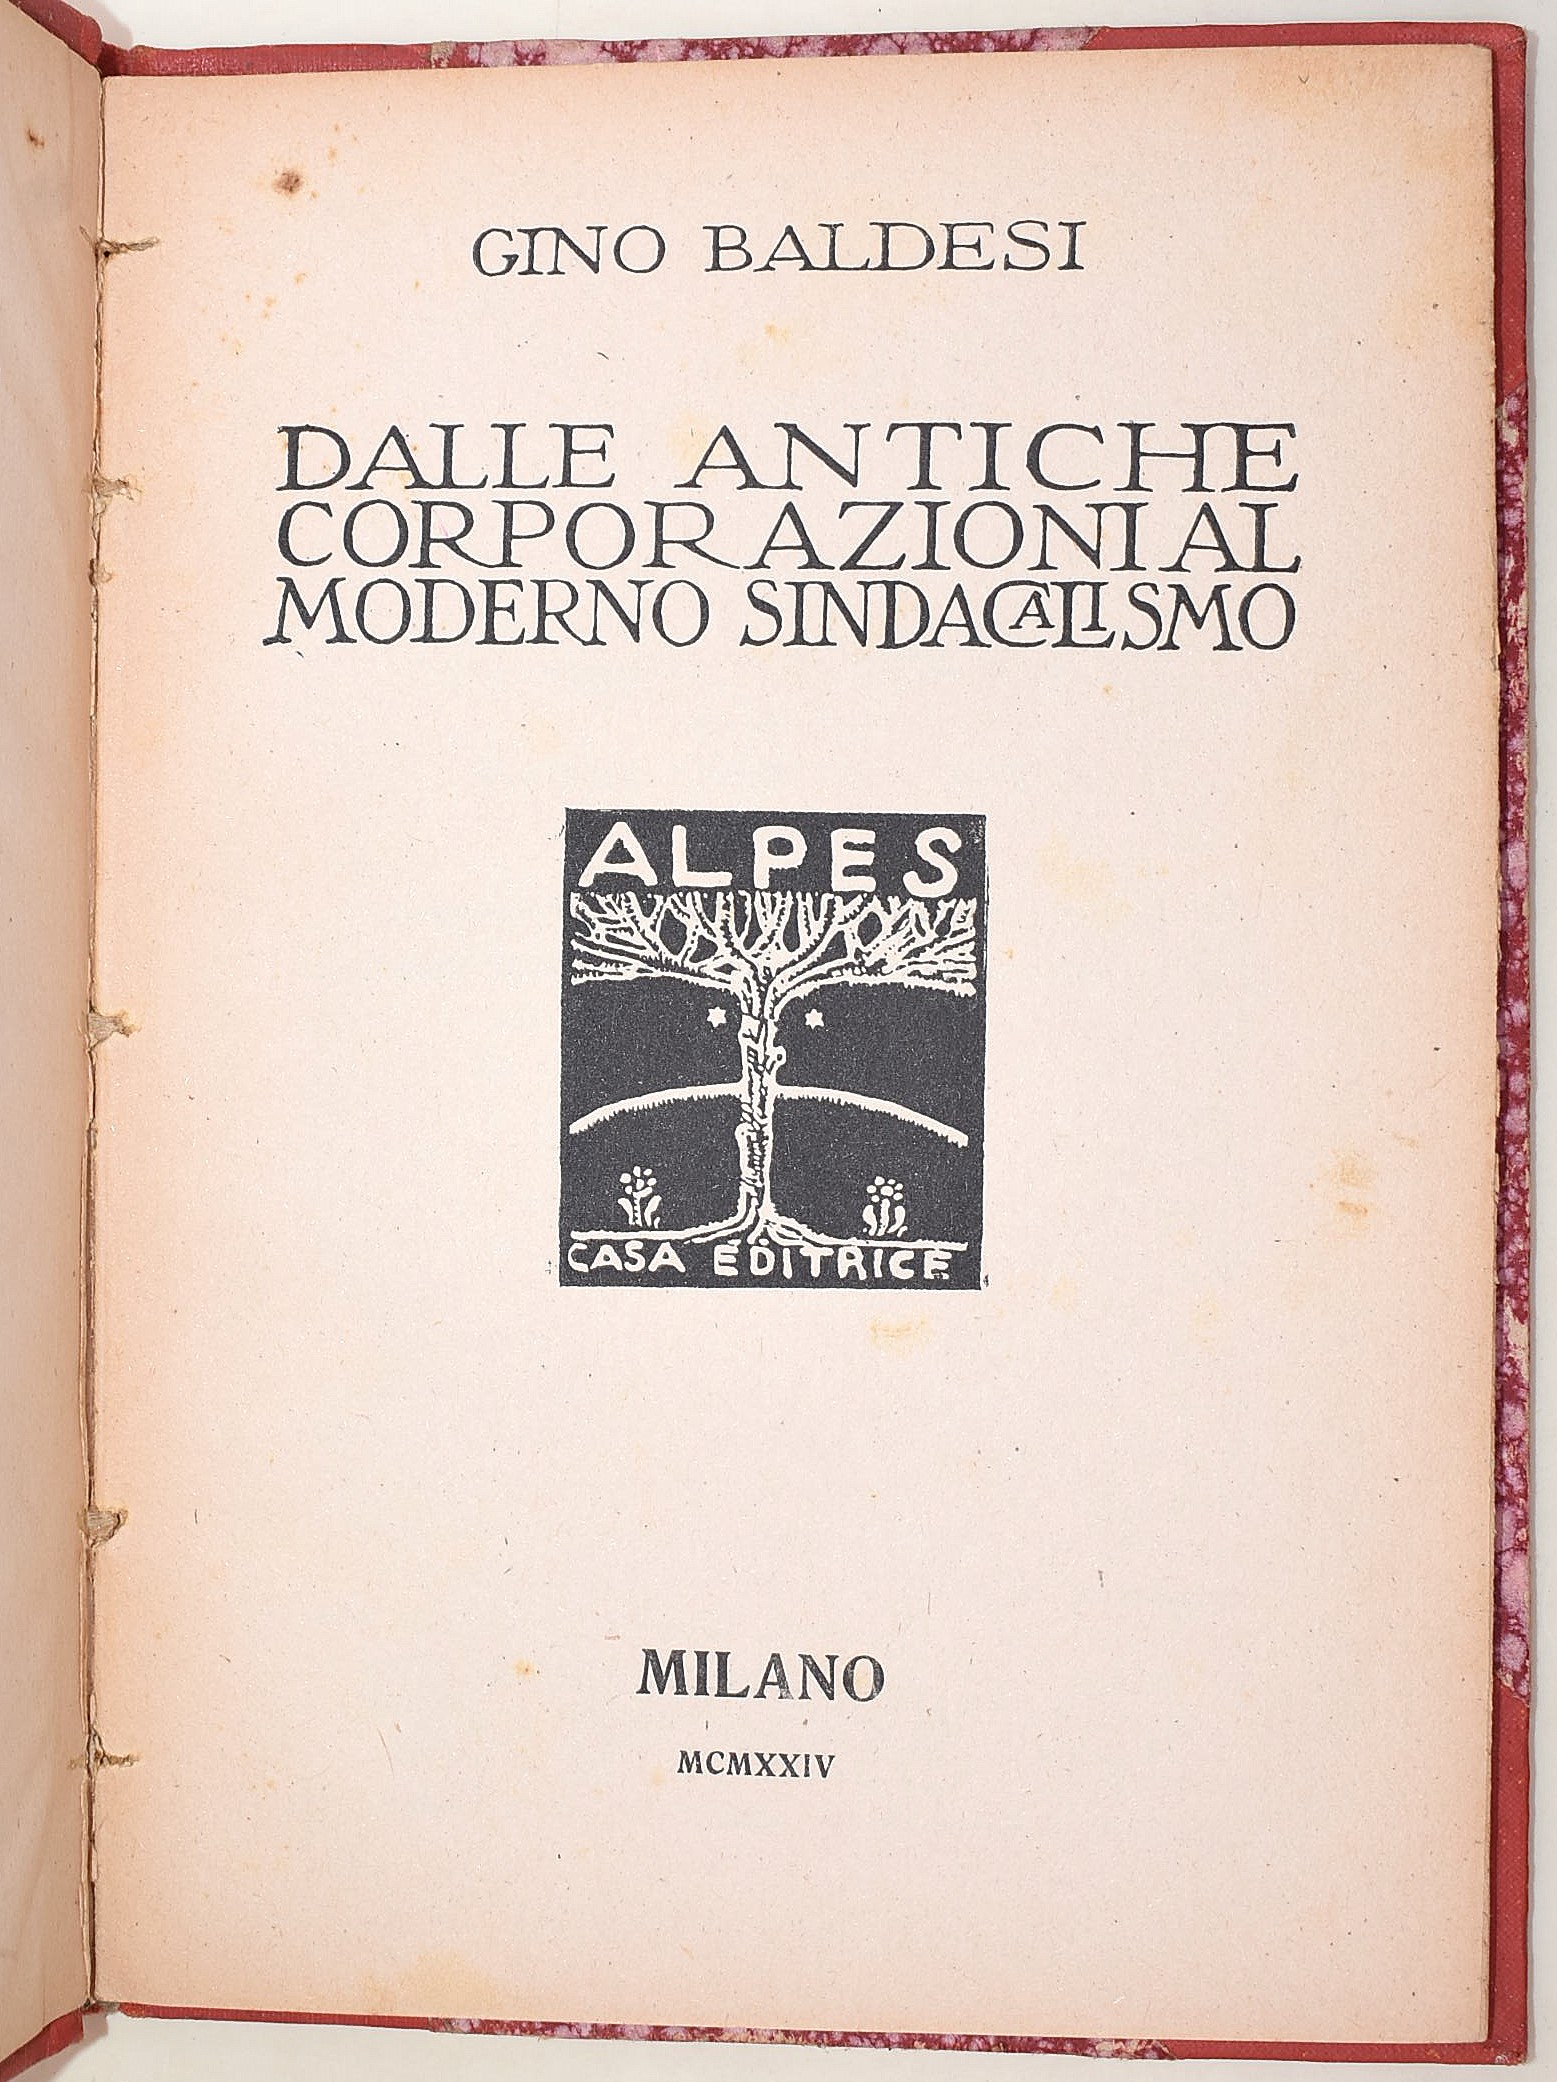 GINO BALDESI
DALLE ANTICHE
CORPORAZIONI AL
MODERNO SINDACALISMO
ALPES
CASA EDITRICE
MILANO
MCMXXIV